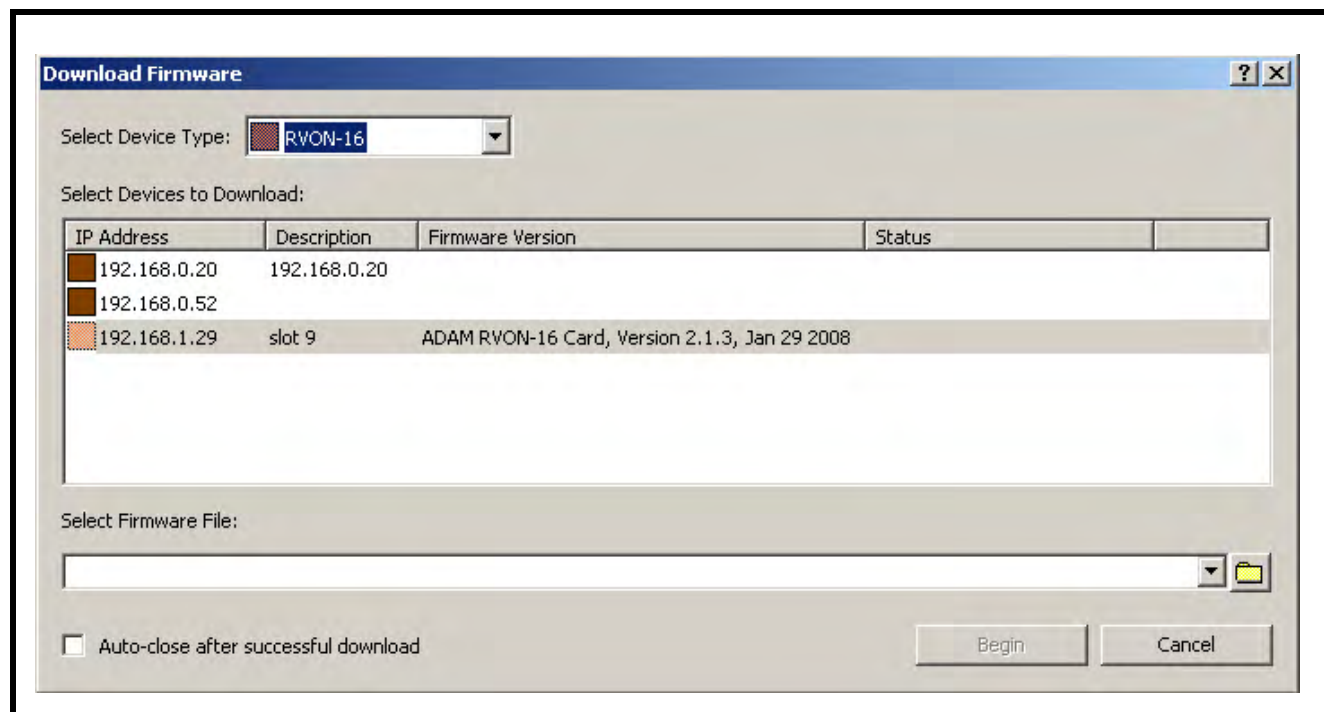 Download Firmware
Select Device Type: RVON-16
Select Devices to Download:
IP Address Description Firmware Version Status
192.168.0.20 192.168.0.20
192.168.0.52
192.168.1.29 slot 9 ADAM RVON-16 Card, Version 2.1.3, Jan 29 2008
Select Firmware File:
Auto-close after successful download Begin Cancel